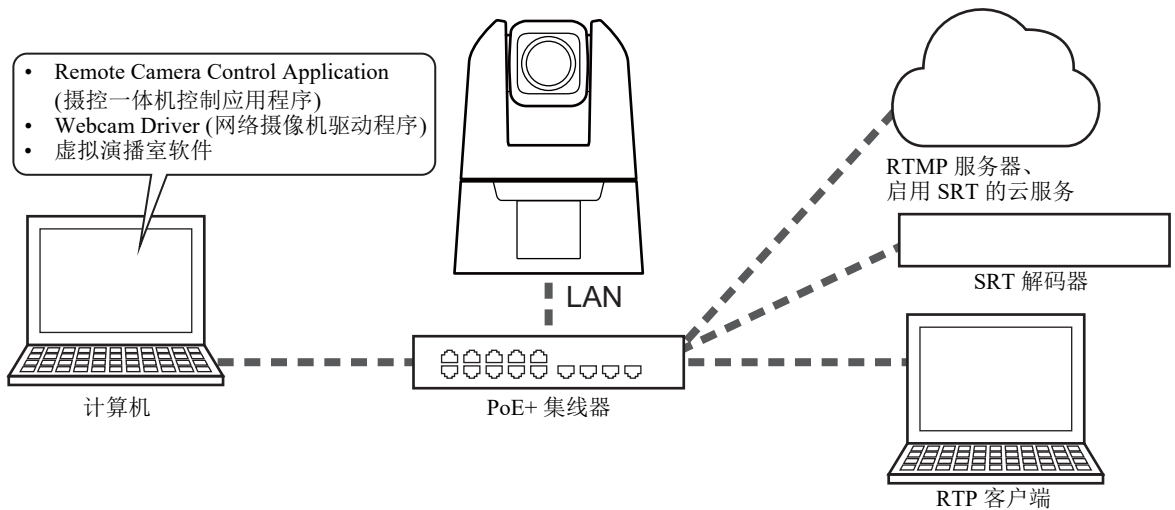 • Remote Camera Control Application
(摄控一体机控制应用程序)
• Webcam Driver (网络摄像机驱动程序)
• 虚拟演播室软件
RTMP 服务器、
启用 SRT 的云服务
SRT 解码器
LAN
计算机
PoE+ 集线器
RTP 客户端